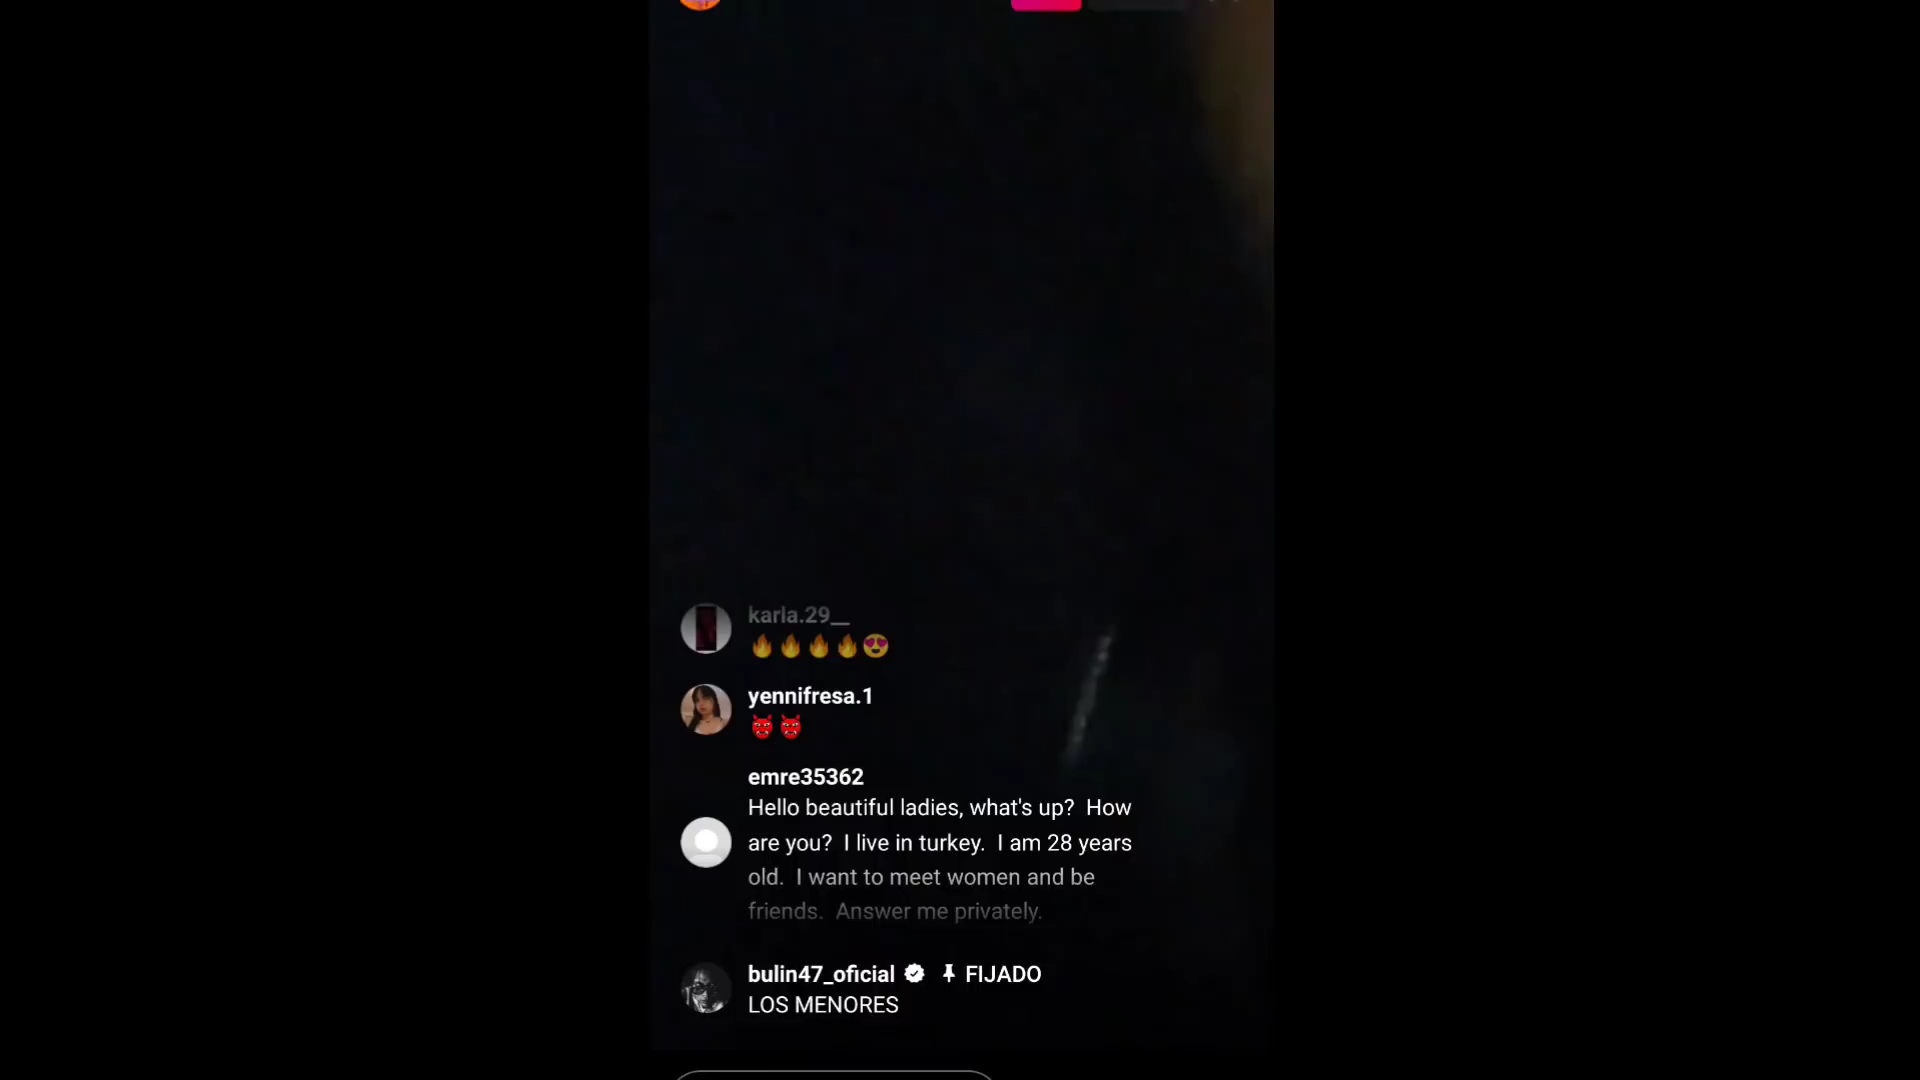 karla.29__
🔥🔥🔥🔥😍
yennifresa.1
👹👹
emre35362
Hello beautiful ladies, what's up?  How
are you?  I live in turkey.  I am 28 years
old.  I want to meet women and be
friends.  Answer me privately.
bulin47_oficial FIJADO
LOS MENORES